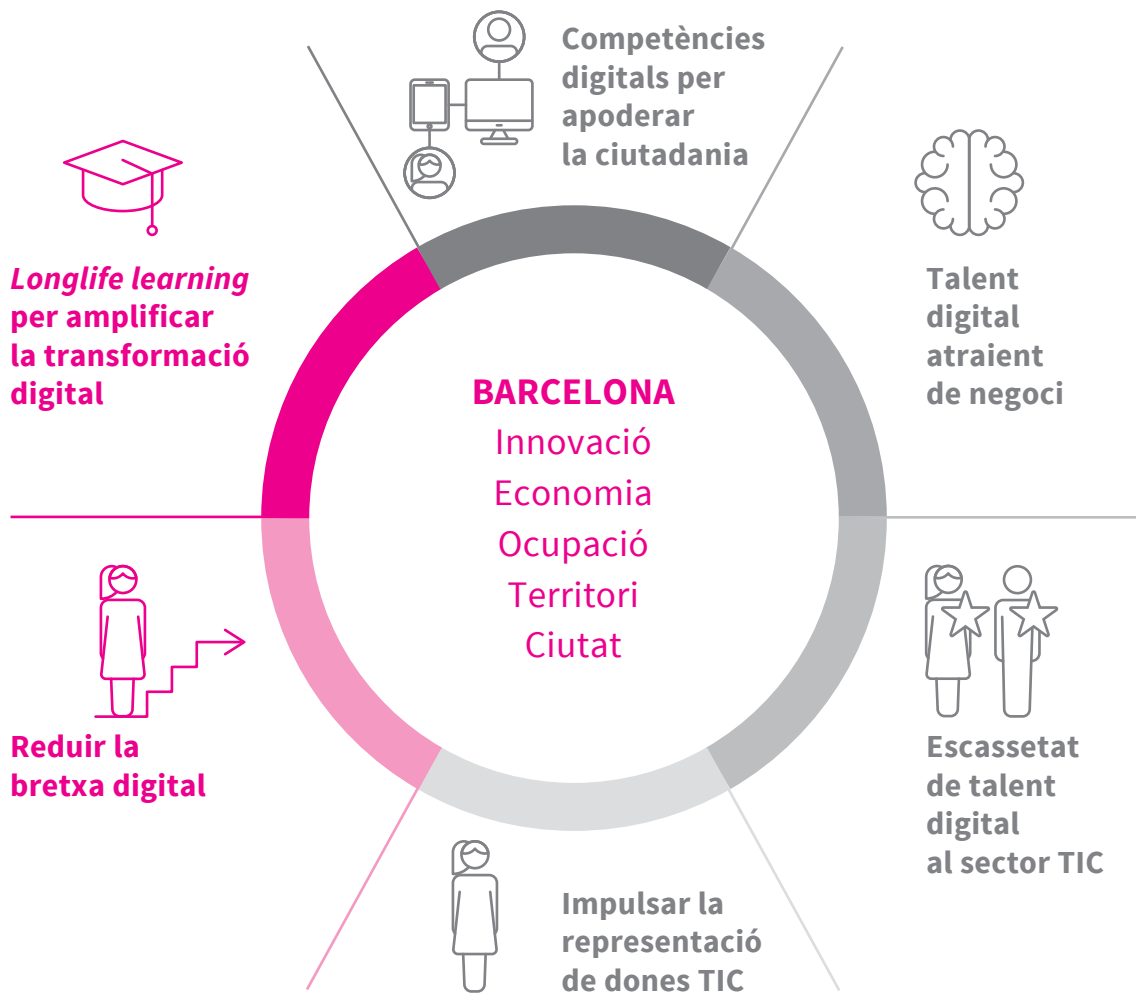 Competències
digitals per
apoderar
la ciutadania
Longlife learning
per amplificar
la transformació
digital
Talent
digital
atraient
de negoci
BARCELONA
Innovació
Economia
Ocupació
Territori
Ciutat
Reduir la
bretxa digital
Escassetat
de talent
digital
al sector TIC
Impulsar la
representació
de dones TIC